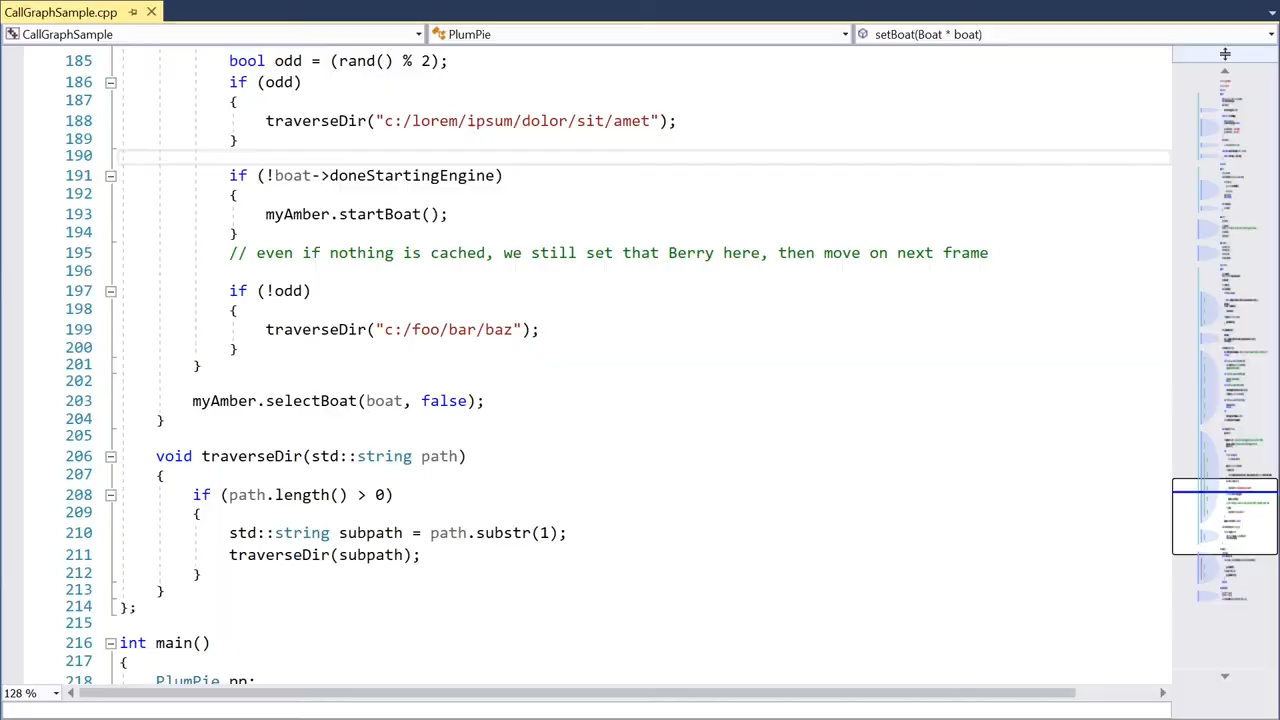 CallGraphSample.cpp
CallGraphSample PlumPie setBoat(Boat * boat)
185 bool odd = (rand() % 2);
186 if (odd)
187 {
188 traverseDir("c:/lorem/ipsum/dolor/sit/amet");
189 }
190
191 if (!boat->doneStartingEngine)
192 {
193 myAmber.startBoat();
194 }
195 // even if nothing is cached, we still set that Berry here, then move on next frame
196
197 if (!odd)
198 {
199 traverseDir("c:/foo/bar/baz");
200 }
201 }
202
203 myAmber.selectBoat(boat, false);
204 }
205
206 void traverseDir(std::string path)
207 {
208 if (path.length() > 0)
209 {
210 std::string subpath = path.substr(1);
211 traverseDir(subpath);
212 }
213 }
214 };
215
216 int main()
217 {
218 PlumPie pp;
128 %